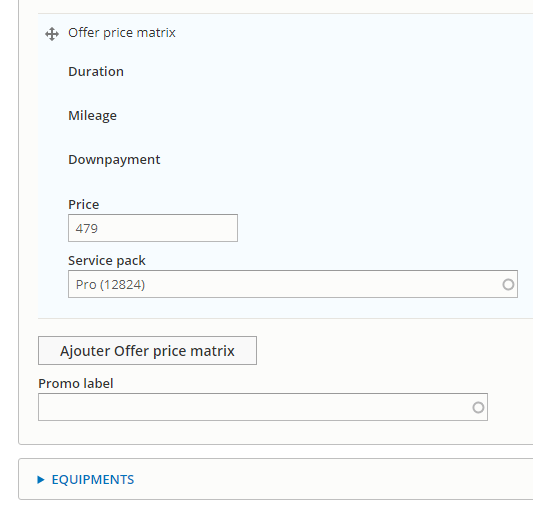 Offer price matrix
Duration
Mileage
Downpayment
Price
479
Service pack
Pro (12824)
Ajouter Offer price matrix
Promo label
EQUIPMENTS